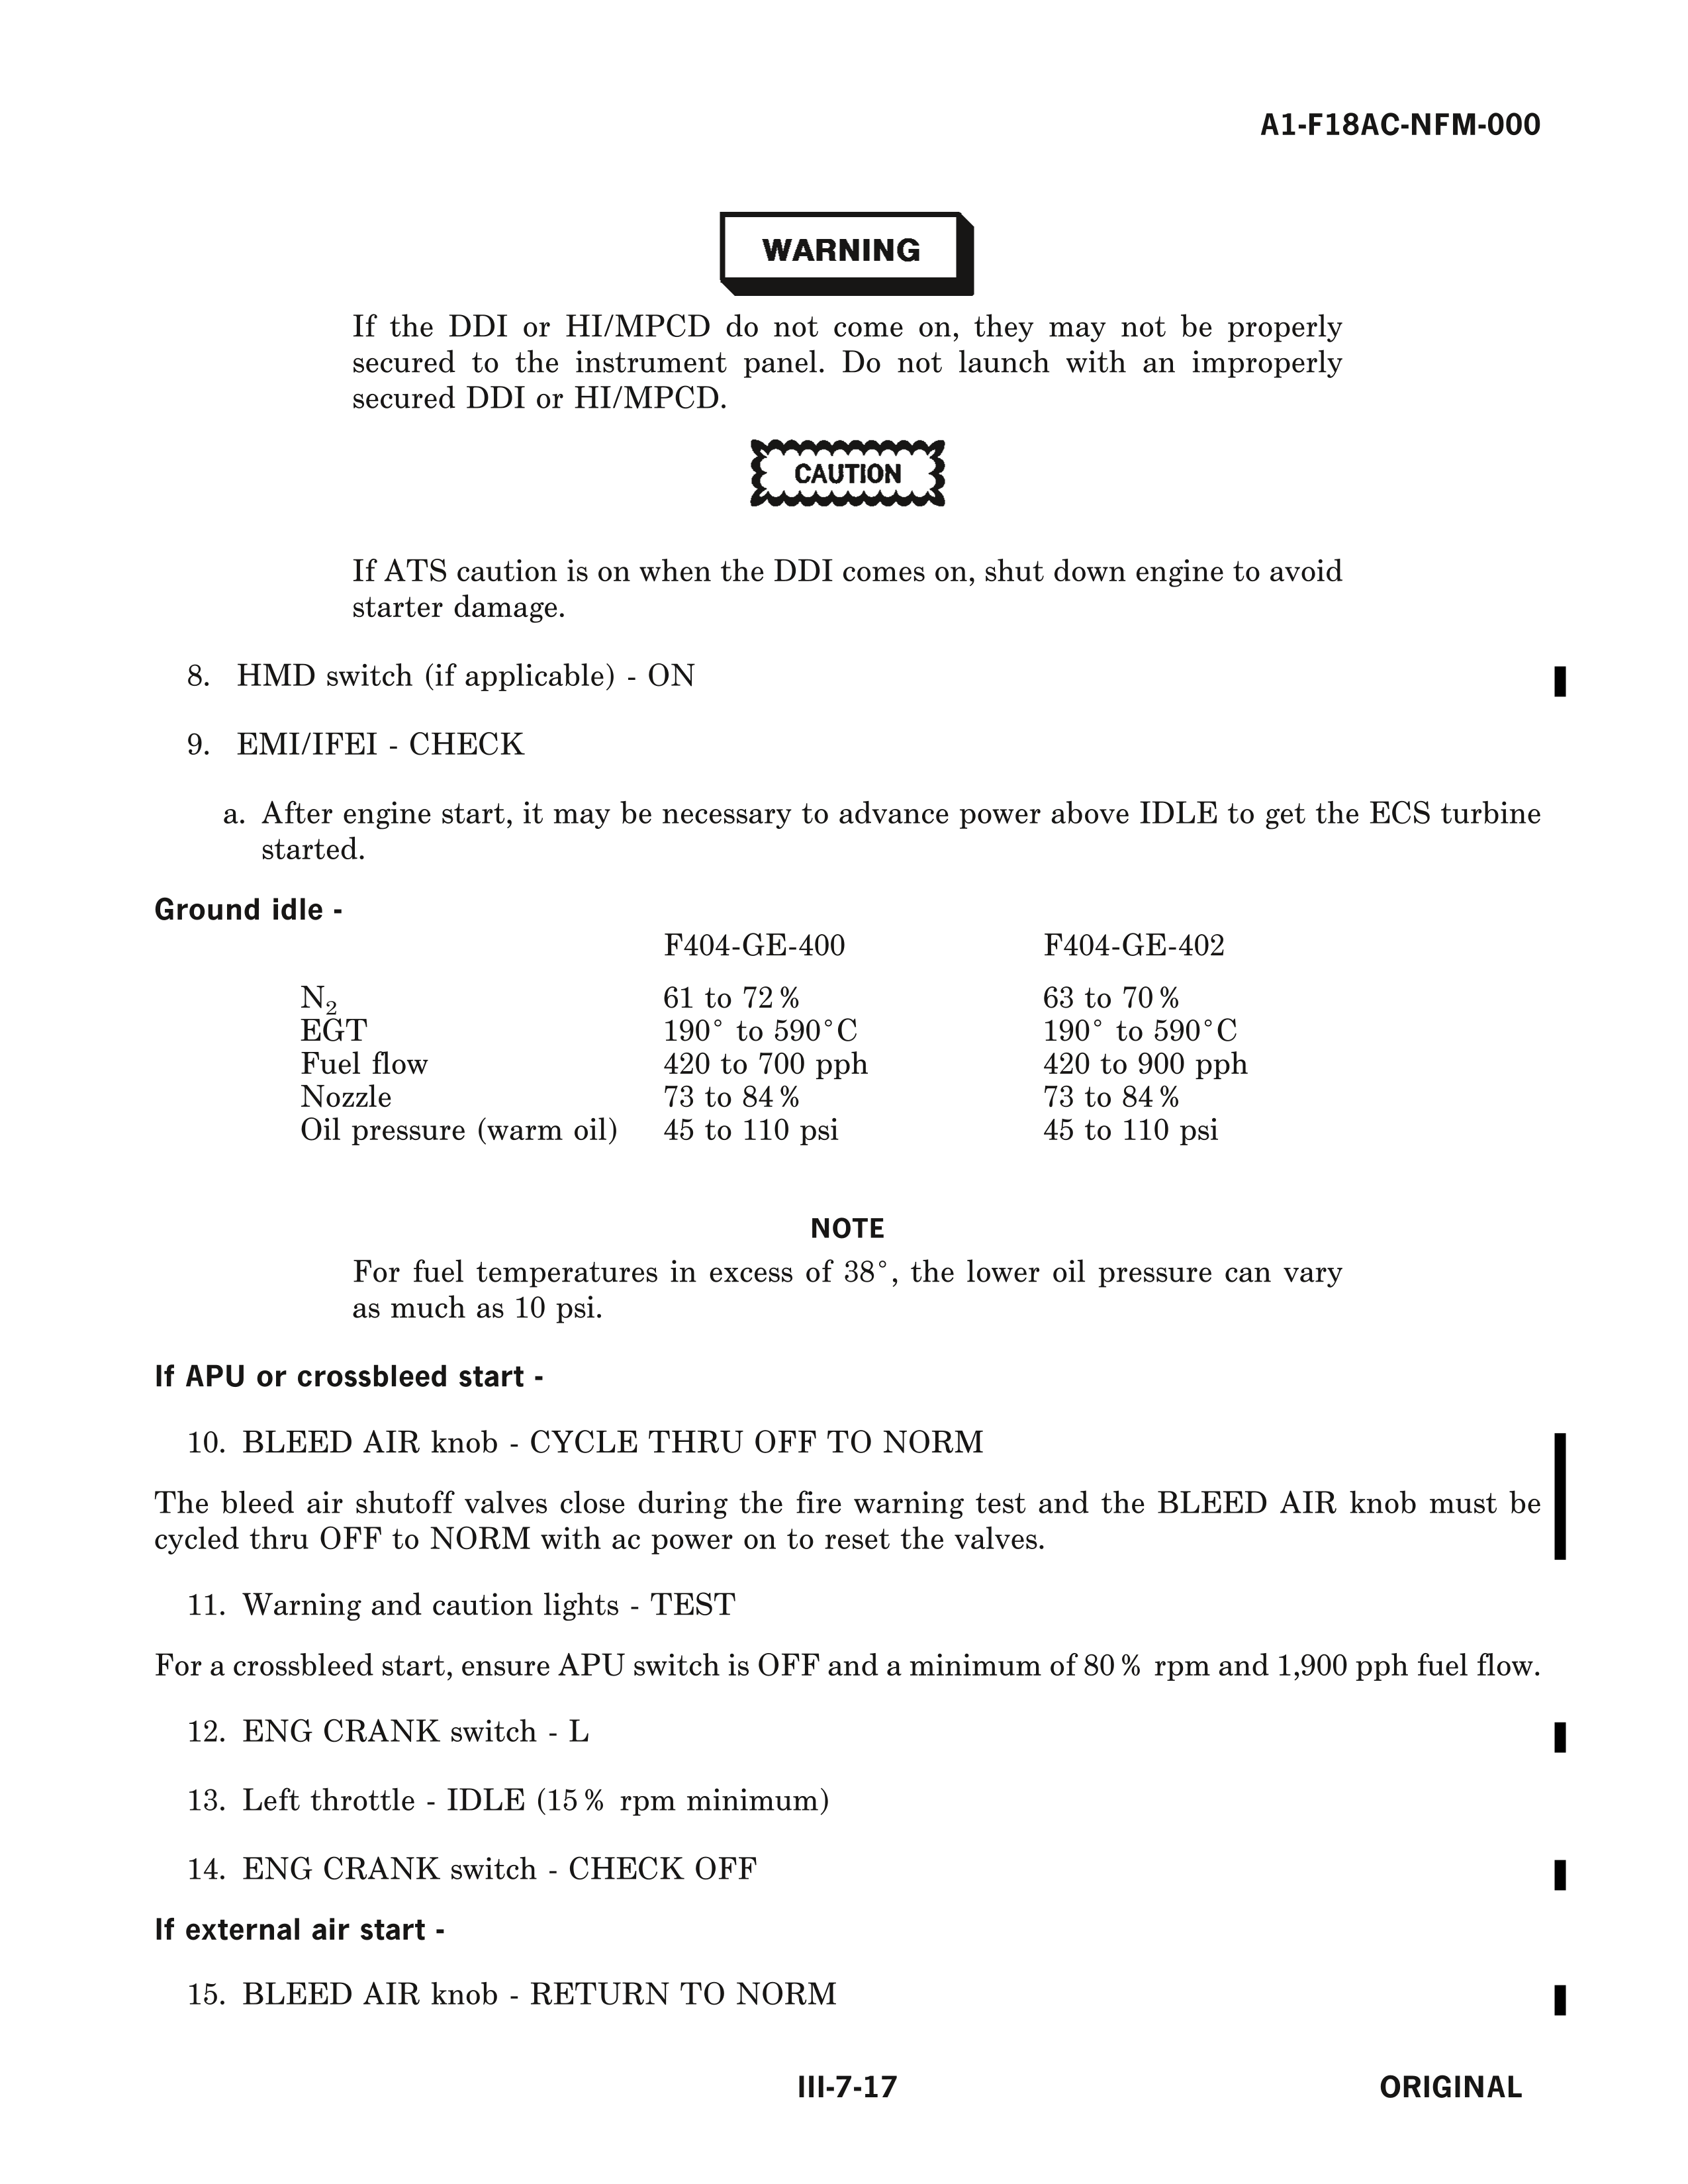 A1-F18AC-NFM-000
WARNING
If the DDI or HI/MPCD do not come on, they may not be properly
secured to the instrument panel. Do not launch with an improperly
secured DDI or HI/MPCD.
CAUTION
If ATS caution is on when the DDI comes on, shut down engine to avoid
starter damage.
8. HMD switch (if applicable) - ON
9. EMI/IFEI - CHECK
a. After engine start, it may be necessary to advance power above IDLE to get the ECS turbine
started.
Ground idle -
F404-GE-400 F404-GE-402
N₂ 61 to 72% 63 to 70%
EGT 190° to 590°C 190° to 590°C
Fuel flow 420 to 700 pph 420 to 900 pph
Nozzle 73 to 84% 73 to 84%
Oil pressure (warm oil) 45 to 110 psi 45 to 110 psi
NOTE
For fuel temperatures in excess of 38°, the lower oil pressure can vary
as much as 10 psi.
If APU or crossbleed start -
10. BLEED AIR knob - CYCLE THRU OFF TO NORM
The bleed air shutoff valves close during the fire warning test and the BLEED AIR knob must be
cycled thru OFF to NORM with ac power on to reset the valves.
11. Warning and caution lights - TEST
For a crossbleed start, ensure APU switch is OFF and a minimum of 80% rpm and 1,900 pph fuel flow.
12. ENG CRANK switch - L
13. Left throttle - IDLE (15% rpm minimum)
14. ENG CRANK switch - CHECK OFF
If external air start -
15. BLEED AIR knob - RETURN TO NORM
III-7-17 ORIGINAL